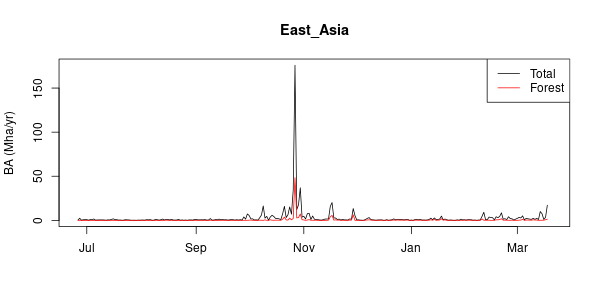 East_Asia
Total
Forest
BA (Mha/yr)
150
100
50
0
Jul Sep Nov Jan Mar